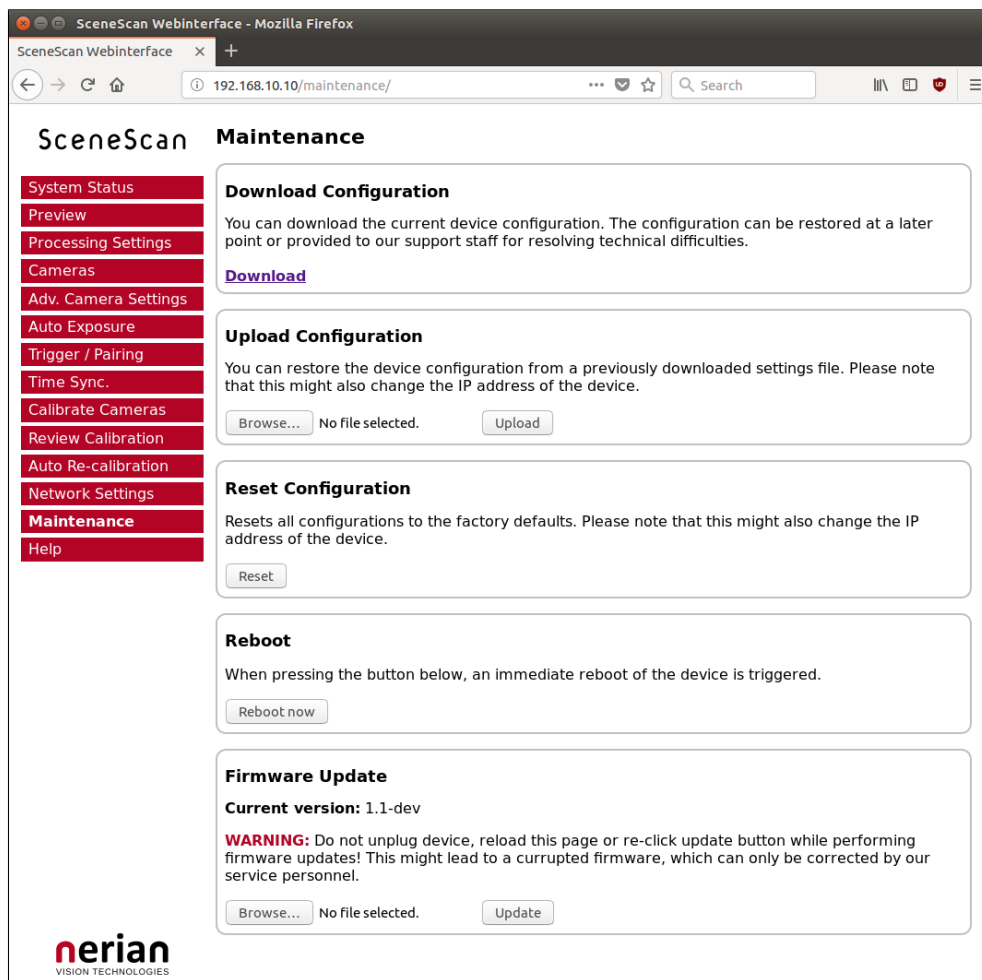 SceneScan Webinterface - Mozilla Firefox
SceneScan Webinterface
192.168.10.10/maintenance/
Search
SceneScan
System Status
Preview
Processing Settings
Cameras
Adv. Camera Settings
Auto Exposure
Trigger / Pairing
Time Sync.
Calibrate Cameras
Review Calibration
Auto Re-calibration
Network Settings
Maintenance
Help
Maintenance
Download Configuration
You can download the current device configuration. The configuration can be restored at a later
point or provided to our support staff for resolving technical difficulties.
Download
Upload Configuration
You can restore the device configuration from a previously downloaded settings file. Please note
that this might also change the IP address of the device.
Browse... No file selected. Upload
Reset Configuration
Resets all configurations to the factory defaults. Please note that this might also change the IP
address of the device.
Reset
Reboot
When pressing the button below, an immediate reboot of the device is triggered.
Reboot now
Firmware Update
Current version: 1.1-dev
WARNING: Do not unplug device, reload this page or re-click update button while performing
firmware updates! This might lead to a currupted firmware, which can only be corrected by our
service personnel.
Browse... No file selected. Update
nerian
VISION TECHNOLOGIES